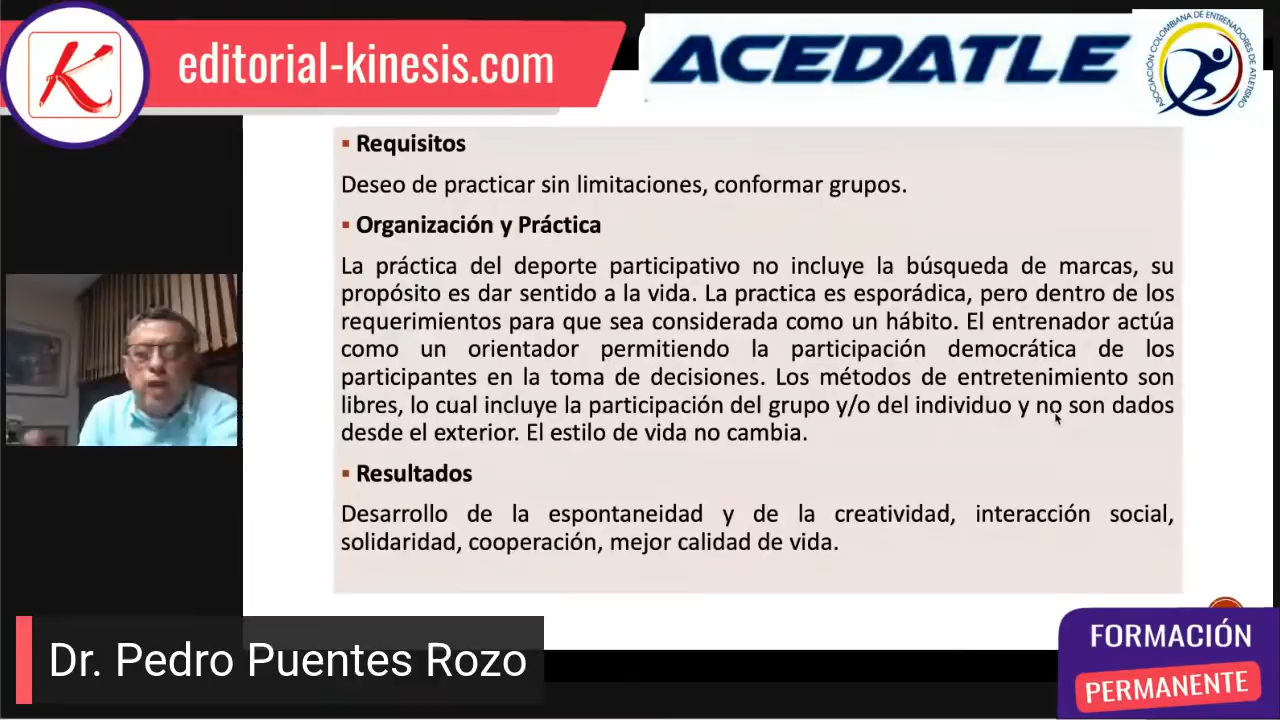 K editorial-kinesis.com
ACEDATLE
ASOCIACIÓN COLOMBIANA DE ENTRENADORES DE ATLETISMO
▪ Requisitos
Deseo de practicar sin limitaciones, conformar grupos.
▪ Organización y Práctica
La práctica del deporte participativo no incluye la búsqueda de marcas, su
propósito es dar sentido a la vida. La practica es esporádica, pero dentro de los
requerimientos para que sea considerada como un hábito. El entrenador actúa
como un orientador permitiendo la participación democrática de los
participantes en la toma de decisiones. Los métodos de entretenimiento son
libres, lo cual incluye la participación del grupo y/o del individuo y no son dados
desde el exterior. El estilo de vida no cambia.
▪ Resultados
Desarrollo de la espontaneidad y de la creatividad, interacción social,
solidaridad, cooperación, mejor calidad de vida.
Dr. Pedro Puentes Rozo
FORMACIÓN
PERMANENTE